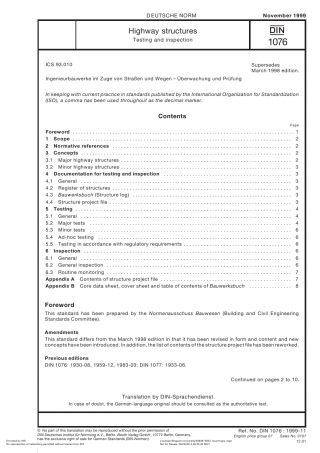 DEUTSCHE NORM
November 1999
Highway structures
Testing and inspection
DIN
1076
ICS 93.010
Supersedes
March 1998 edition.
Ingenieurbauwerke im Zuge von Straßen und Wegen – Überwachung und Prüfung
In keeping with current practice in standards published by the International Organization for Standardization
(ISO), a comma has been used throughout as the decimal marker.
Contents
Page
Foreword 1
1 Scope 2
2 Normative references 2
3 Concepts 2
3.1 Major highway structures 2
3.2 Minor highway structures 3
4 Documentation for testing and inspection 3
4.1 General 3
4.2 Register of structures 3
4.3 Bauwerksbuch (Structure log) 3
4.4 Structure project file 3
5 Testing 4
5.1 General 4
5.2 Major tests 4
5.3 Minor tests 6
5.4 Ad-hoc testing 6
5.5 Testing in accordance with regulatory requirements 6
6 Inspection 6
6.1 General 6
6.2 General inspection 6
6.3 Routine monitoring 7
Appendix A Contents of structure project file 7
Appendix B Core data sheet, cover sheet and table of contents of Bauwerksbuch 8
Foreword
This standard has been prepared by the Normenausschuss Bauwesen (Building and Civil Engineering
Standards Committee).
Amendments
This standard differs from the March 1998 edition in that it has been revised in form and content and new
concepts have been introduced. In addition, the list of contents of the structure project file has been reworked.
Previous editions
DIN 1076: 1930-08, 1959-12, 1983-03; DIN 1077: 1933-06.
Continued on pages 2 to 10.
Translation by DIN-Sprachendienst.
In case of doubt, the German-language original should be consulted as the authoritative text.
© No part of this translation may be reproduced without the prior permission of
DIN Deutsches Institut für Normung e.V., Berlin. Beuth Verlag GmbH, 10772 Berlin, Germany,
has the exclusive right of sale for German Standards (DIN-Normen).
Ref. No. DIN 1076 : 1999-11
English price group 07 Sales No. 0107
12.01